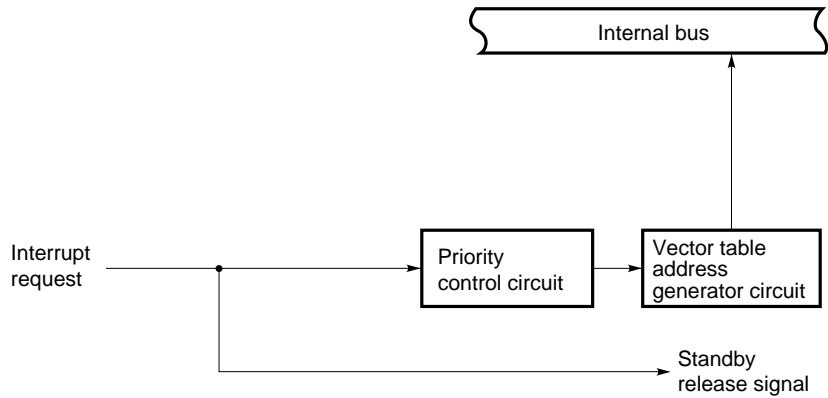 Internal bus
Interrupt
request
Priority
control circuit
Vector table
address
generator circuit
Standby
release signal